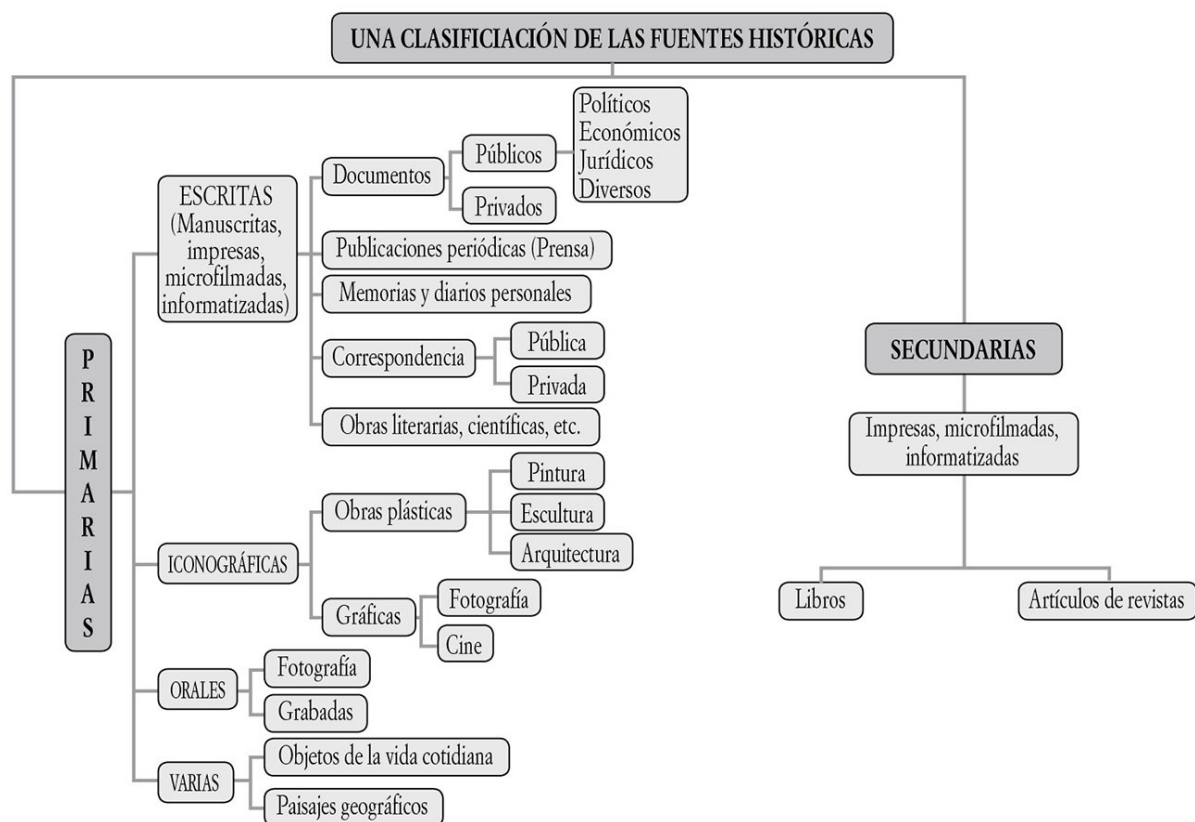 UNA CLASIFICIACIÓN DE LAS FUENTES HISTÓRICAS
PRIMARIAS
ESCRITAS
(Manuscritas,
impresas,
microfilmadas,
informatizadas)
Documentos
Públicos
Políticos
Económicos
Jurídicos
Diversos
Privados
Publicaciones periódicas (Prensa)
Memorias y diarios personales
Correspondencia
Pública
Privada
Obras literarias, científicas, etc.
ICONOGRÁFICAS
Obras plásticas
Pintura
Escultura
Arquitectura
Gráficas
Fotografía
Cine
ORALES
Fotografía
Grabadas
VARIAS
Objetos de la vida cotidiana
Paisajes geográficos
SECUNDARIAS
Impresas, microfilmadas,
informatizadas
Libros
Artículos de revistas